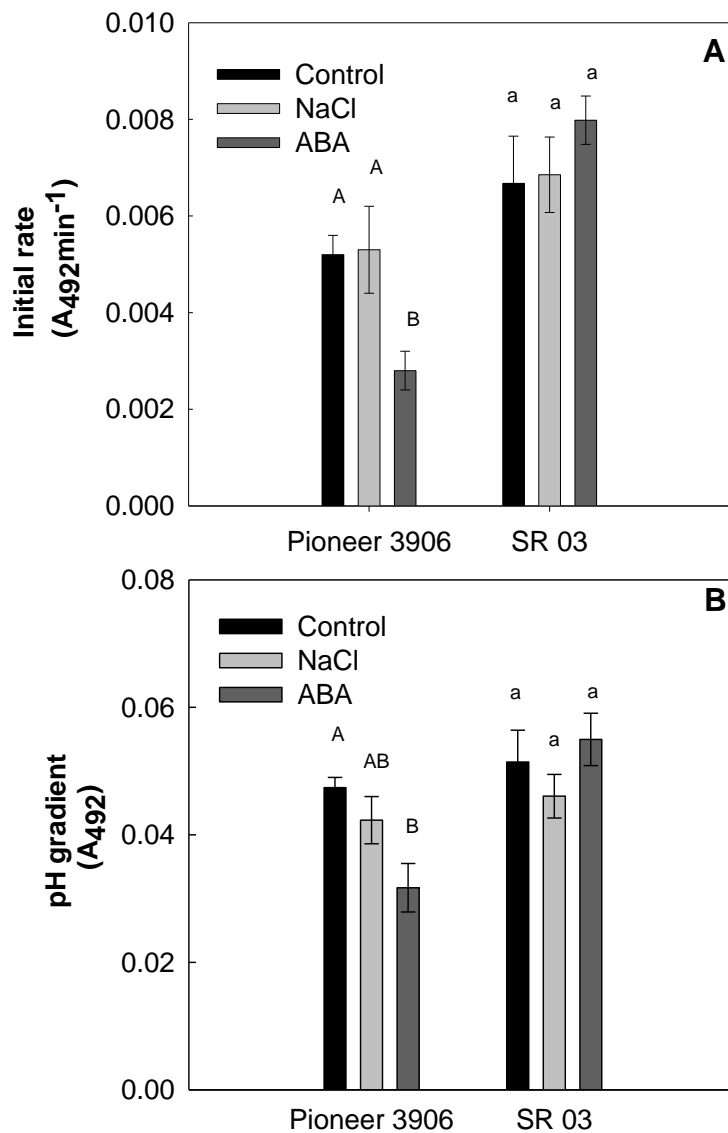 0.010
A
Control
NaCl
ABA
0.008
0.006
0.004
0.002
0.000
Initial rate
(A492min-1)
A
A
B
a
a
a
Pioneer 3906
SR 03
0.08
B
Control
NaCl
ABA
0.06
0.04
0.02
0.00
pH gradient
(A492)
A
AB
B
a
a
a
Pioneer 3906
SR 03